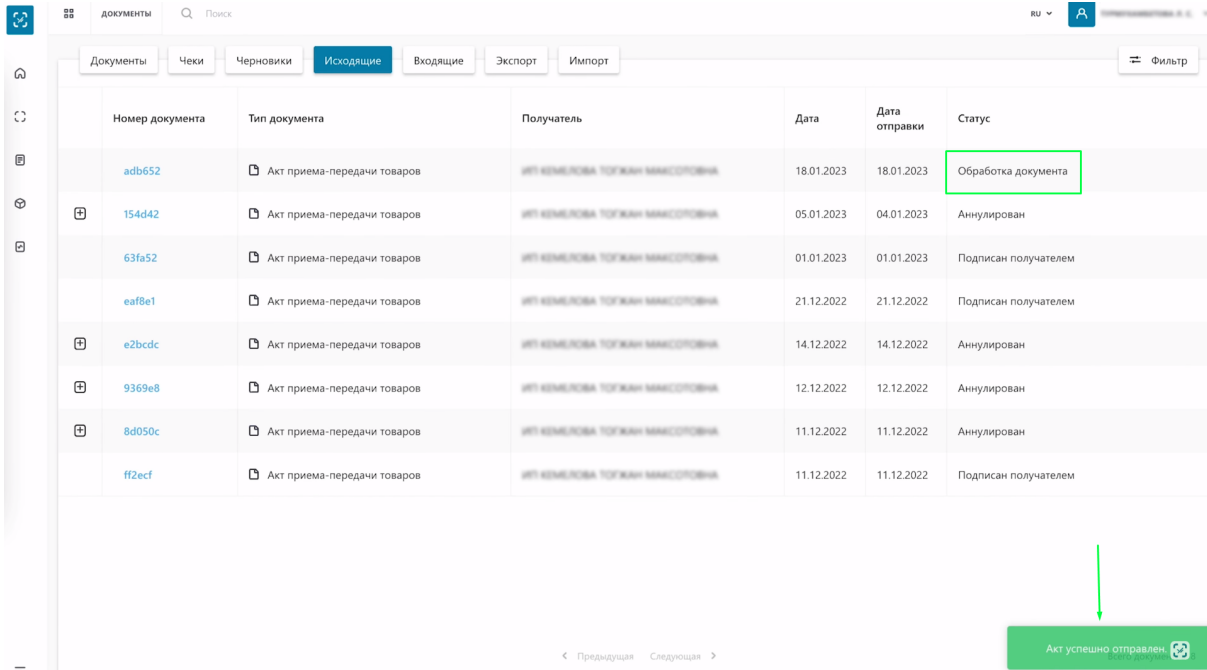 ДОКУМЕНТЫ Поиск RU
Документы Чеки Черновики Исходящие Входящие Экспорт Импорт Фильтр
Номер документа Тип документа Получатель Дата Дата отправки Статус
adb652 Акт приема-передачи товаров 18.01.2023 18.01.2023 Обработка документа
154d42 Акт приема-передачи товаров 05.01.2023 04.01.2023 Аннулирован
63fa52 Акт приема-передачи товаров 01.01.2023 01.01.2023 Подписан получателем
eaf8e1 Акт приема-передачи товаров 21.12.2022 21.12.2022 Подписан получателем
e2bcdc Акт приема-передачи товаров 14.12.2022 14.12.2022 Аннулирован
9369e8 Акт приема-передачи товаров 12.12.2022 12.12.2022 Аннулирован
8d050c Акт приема-передачи товаров 11.12.2022 11.12.2022 Аннулирован
ff2ecf Акт приема-передачи товаров 11.12.2022 11.12.2022 Подписан получателем
Акт успешно отправлен.
Предыдущая Следующая